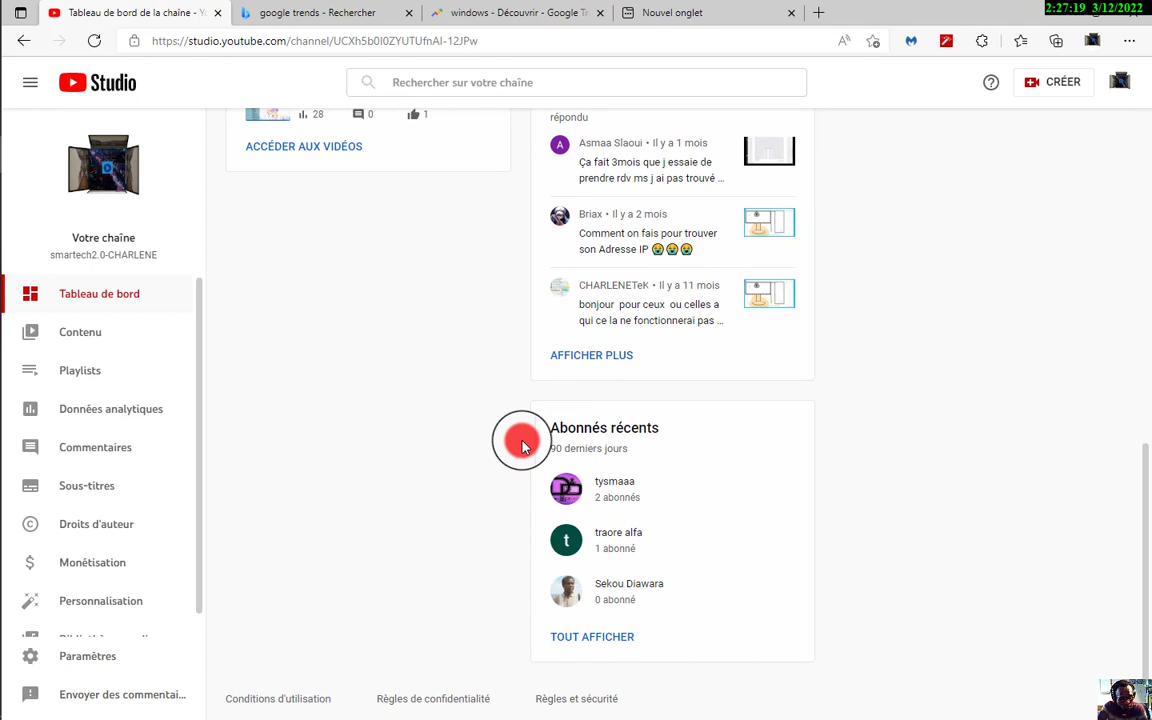 Tableau de bord de la chaîne - Yo
google trends - Rechercher
windows - Découvrir - Google Tr
Nouvel onglet
2:27:19 3/12/2022
https://studio.youtube.com/channel/UCXh5b0I0ZYUTUfnAI-12JPw
Studio
Rechercher sur votre chaîne
CRÉER
Votre chaîne
smartech2.0-CHARLENE
Tableau de bord
Contenu
Playlists
Données analytiques
Commentaires
Sous-titres
Droits d'auteur
Monétisation
Personnalisation
Paramètres
Envoyer des commentai...
28 0 1
ACCÉDER AUX VIDÉOS
répondu
A
Asmaa Slaoui • Il y a 1 mois
Ça fait 3mois que j essaie de
prendre rdv ms j ai pas trouvé ...
Briax • Il y a 2 mois
Comment on fais pour trouver
son Adresse IP 😭😭😭
CHARLENETeK • Il y a 11 mois
bonjour pour ceux ou celles a
qui ce la ne fonctionnerai pas ...
AFFICHER PLUS
Abonnés récents
90 derniers jours
tysmaaa
2 abonnés
t
traore alfa
1 abonné
Sekou Diawara
0 abonné
TOUT AFFICHER
Conditions d'utilisation
Règles de confidentialité
Règles et sécurité